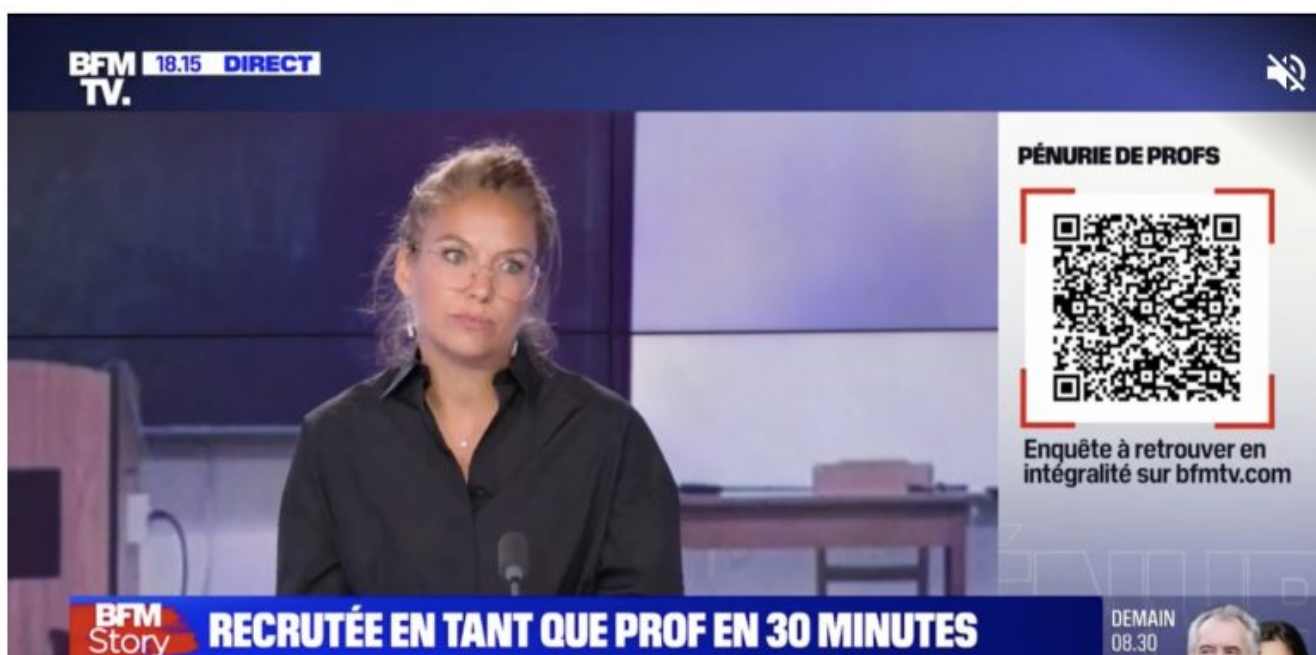 BFM
TV.
18.15 DIRECT
PÉNURIE DE PROFS
Enquête à retrouver en
intégralité sur bfmtv.com
BFM
Story
RECRUTÉE EN TANT QUE PROF EN 30 MINUTES
DEMAIN
08.30